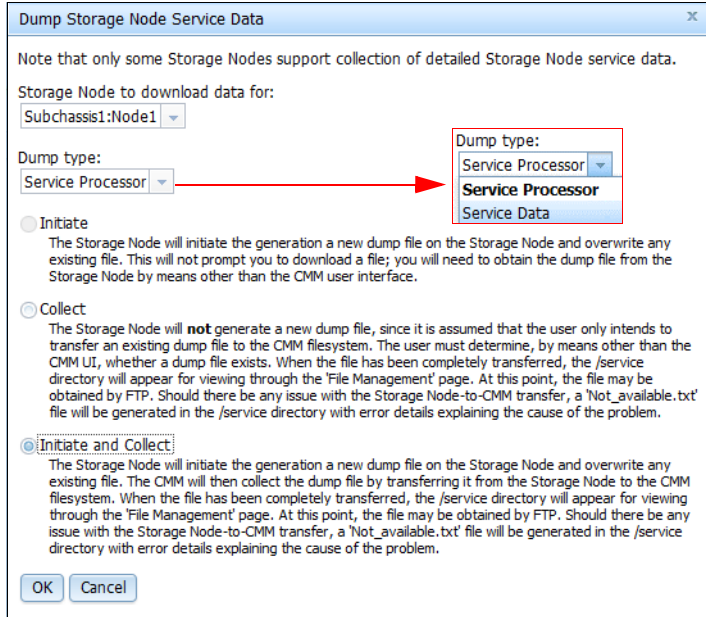 Dump Storage Node Service Data
x
Note that only some Storage Nodes support collection of detailed Storage Node service data.
Storage Node to download data for:
Subchassis1:Node1
Dump type:
Service Processor
Dump type:
Service Processor
Service Processor
Service Data
Initiate
The Storage Node will initiate the generation a new dump file on the Storage Node and overwrite any
existing file. This will not prompt you to download a file; you will need to obtain the dump file from the
Storage Node by means other than the CMM user interface.
Collect
The Storage Node will not generate a new dump file, since it is assumed that the user only intends to
transfer an existing dump file to the CMM filesystem. The user must determine, by means other than the
CMM UI, whether a dump file exists. When the file has been completely transferred, the /service
directory will appear for viewing through the 'File Management' page. At this point, the file may be
obtained by FTP. Should there be any issue with the Storage Node-to-CMM transfer, a 'Not_available.txt'
file will be generated in the /service directory with error details explaining the cause of the problem.
Initiate and Collect
The Storage Node will initiate the generation a new dump file on the Storage Node and overwrite any
existing file. The CMM will then collect the dump file by transferring it from the Storage Node to the CMM
filesystem. When the file has been completely transferred, the /service directory will appear for viewing
through the 'File Management' page. At this point, the file may be obtained by FTP. Should there be any
issue with the Storage Node-to-CMM transfer, a 'Not_available.txt' file will be generated in the /service
directory with error details explaining the cause of the problem.
OK
Cancel